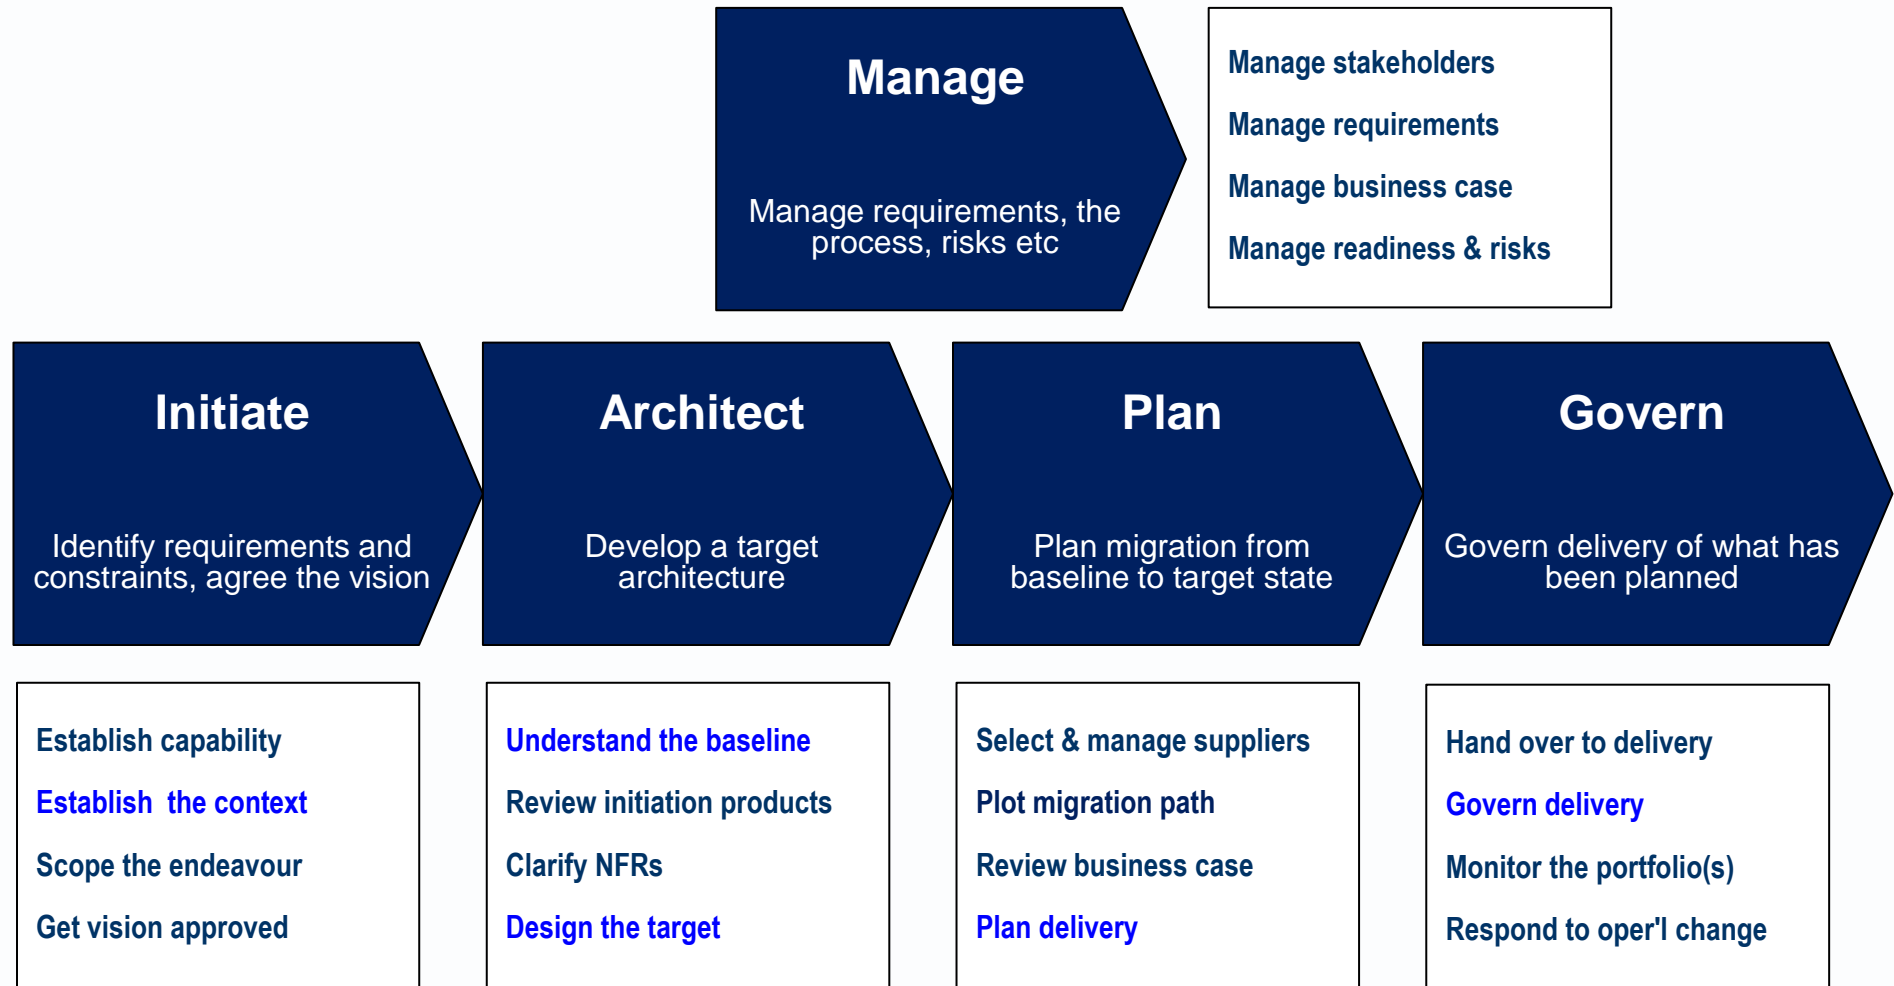 Manage
Manage requirements, the
process, risks etc
Manage stakeholders
Manage requirements
Manage business case
Manage readiness & risks
Initiate
Identify requirements and
constraints, agree the vision
Architect
Develop a target
architecture
Plan
Plan migration from
baseline to target state
Govern
Govern delivery of what has
been planned
Establish capability
Establish the context
Scope the endeavour
Get vision approved
Understand the baseline
Review initiation products
Clarify NFRs
Design the target
Select & manage suppliers
Plot migration path
Review business case
Plan delivery
Hand over to delivery
Govern delivery
Monitor the portfolio(s)
Respond to oper'l change